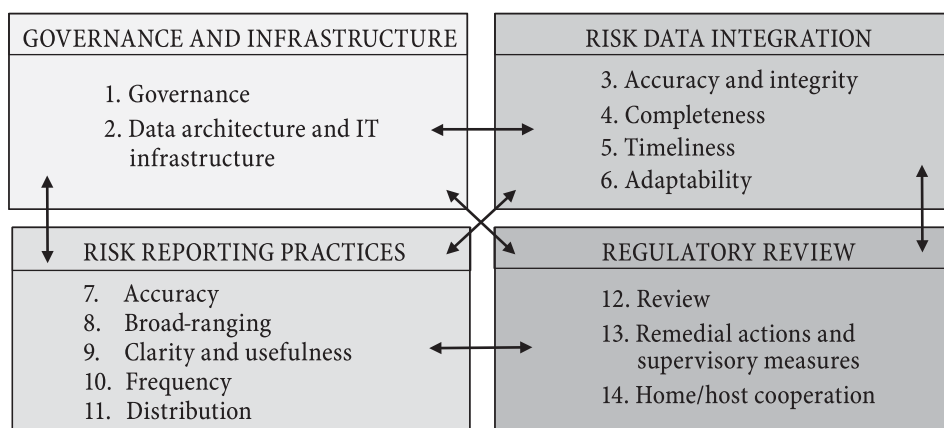 GOVERNANCE AND INFRASTRUCTURE
1. Governance
2. Data architecture and IT
infrastructure
RISK DATA INTEGRATION
3. Accuracy and integrity
4. Completeness
5. Timeliness
6. Adaptability
RISK REPORTING PRACTICES
7. Accuracy
8. Broad-ranging
9. Clarity and usefulness
10. Frequency
11. Distribution
REGULATORY REVIEW
12. Review
13. Remedial actions and
supervisory measures
14. Home/host cooperation